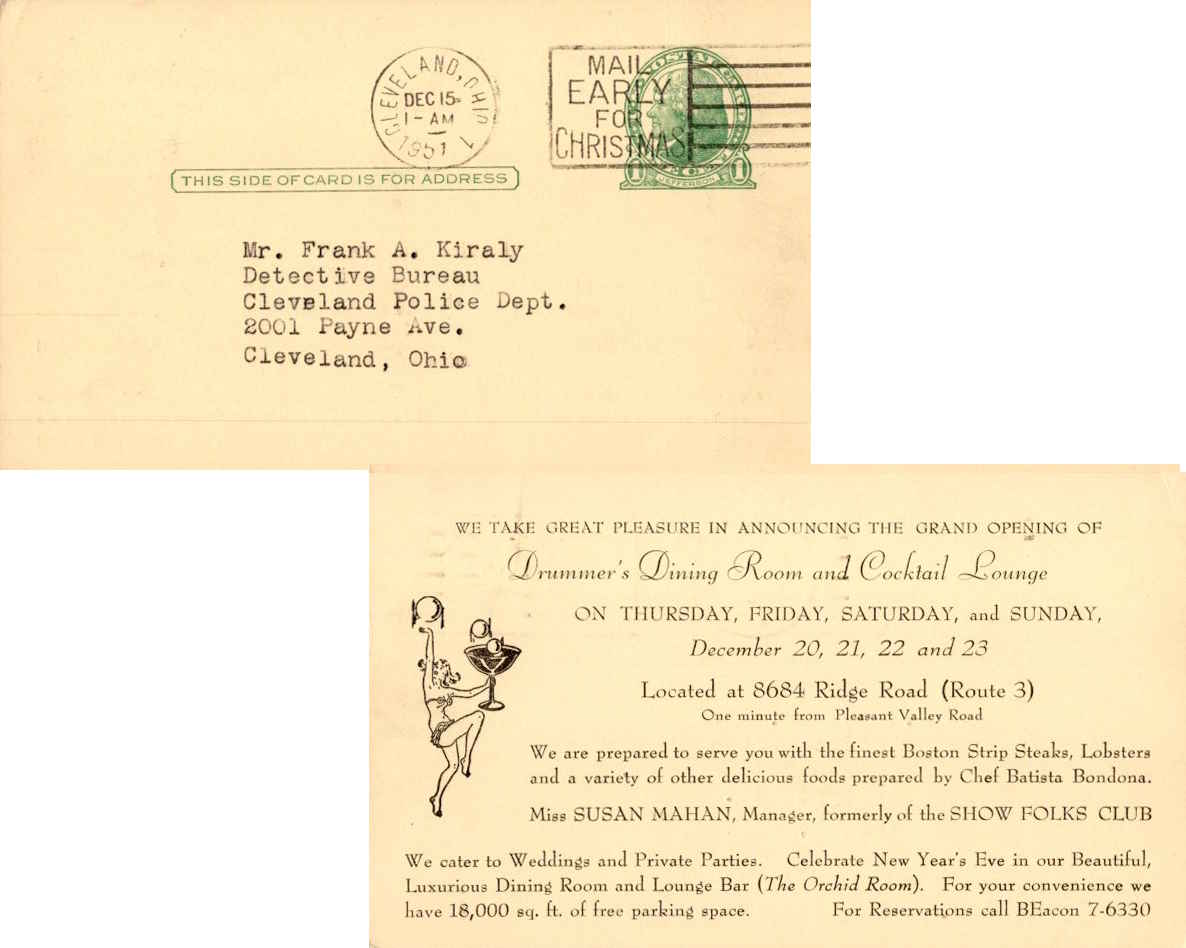 CLEVELAND, OHIO 1
DEC 15
1 - AM
1951
MAIL
EARLY
FOR
CHRISTMAS
1 JEFFERSON 1
THIS SIDE OF CARD IS FOR ADDRESS
Mr. Frank A. Kiraly
Detective Bureau
Cleveland Police Dept.
2001 Payne Ave.
Cleveland, Ohio
WE TAKE GREAT PLEASURE IN ANNOUNCING THE GRAND OPENING OF
Drummer's Dining Room and Cocktail Lounge
ON THURSDAY, FRIDAY, SATURDAY, and SUNDAY,
December 20, 21, 22 and 23
Located at 8684 Ridge Road (Route 3)
One minute from Pleasant Valley Road
We are prepared to serve you with the finest Boston Strip Steaks, Lobsters
and a variety of other delicious foods prepared by Chef Batista Bondona.
Miss SUSAN MAHAN, Manager, formerly of the SHOW FOLKS CLUB
We cater to Weddings and Private Parties. Celebrate New Year's Eve in our Beautiful,
Luxurious Dining Room and Lounge Bar (The Orchid Room). For your convenience we
have 18,000 sq. ft. of free parking space. For Reservations call BEacon 7-6330